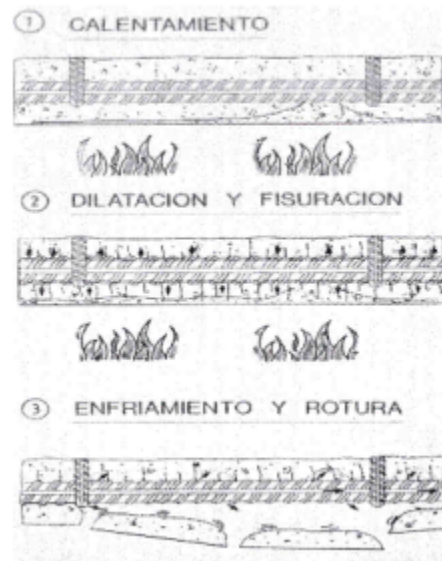 1 CALENTAMIENTO
2 DILATACION Y FISURACION
3 ENFRIAMIENTO Y ROTURA